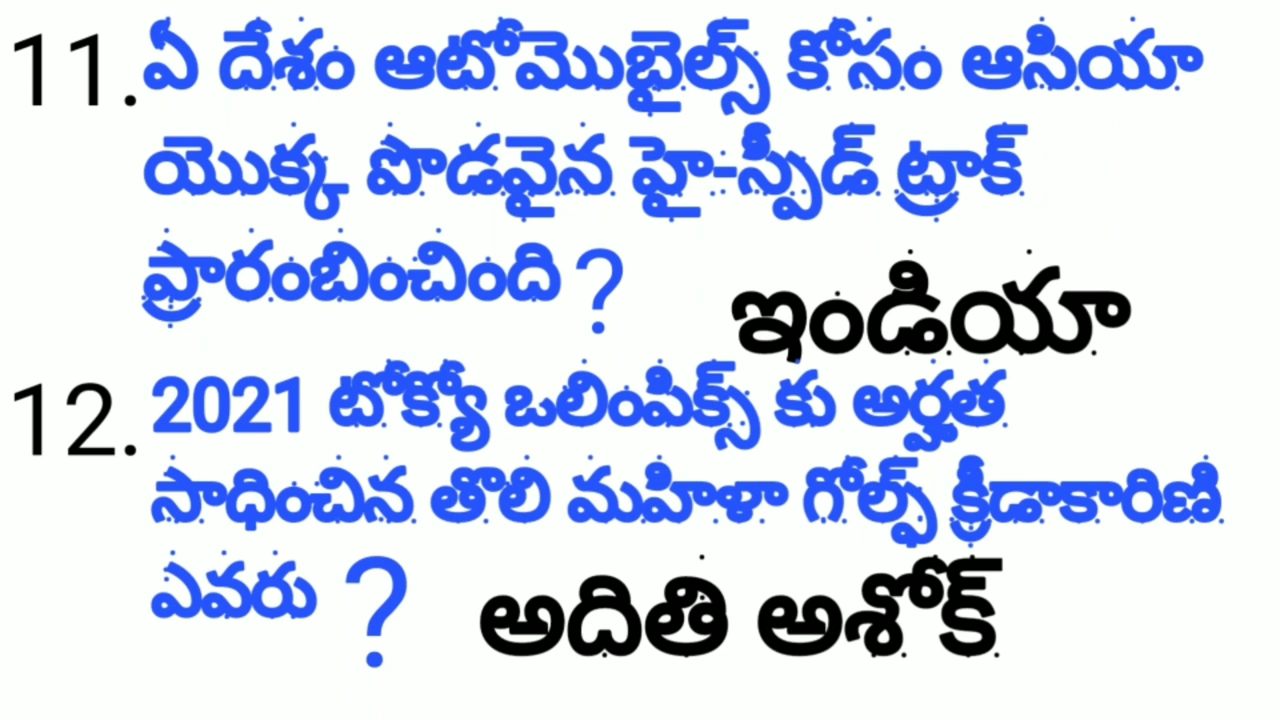 11. ఏ దేశం ఆటోమొబైల్స్ కోసం ఆసియా
యొక్క పొడవైన హై-స్పీడ్ ట్రాక్
ప్రారంబించింది ?
ఇండియా
12. 2021 టోక్యో ఒలింపిక్స్ కు అర్హత
సాధించిన తొలి మహిళా గోల్ఫ్ క్రీడాకారిణి
ఎవరు ? అదితి అశోక్